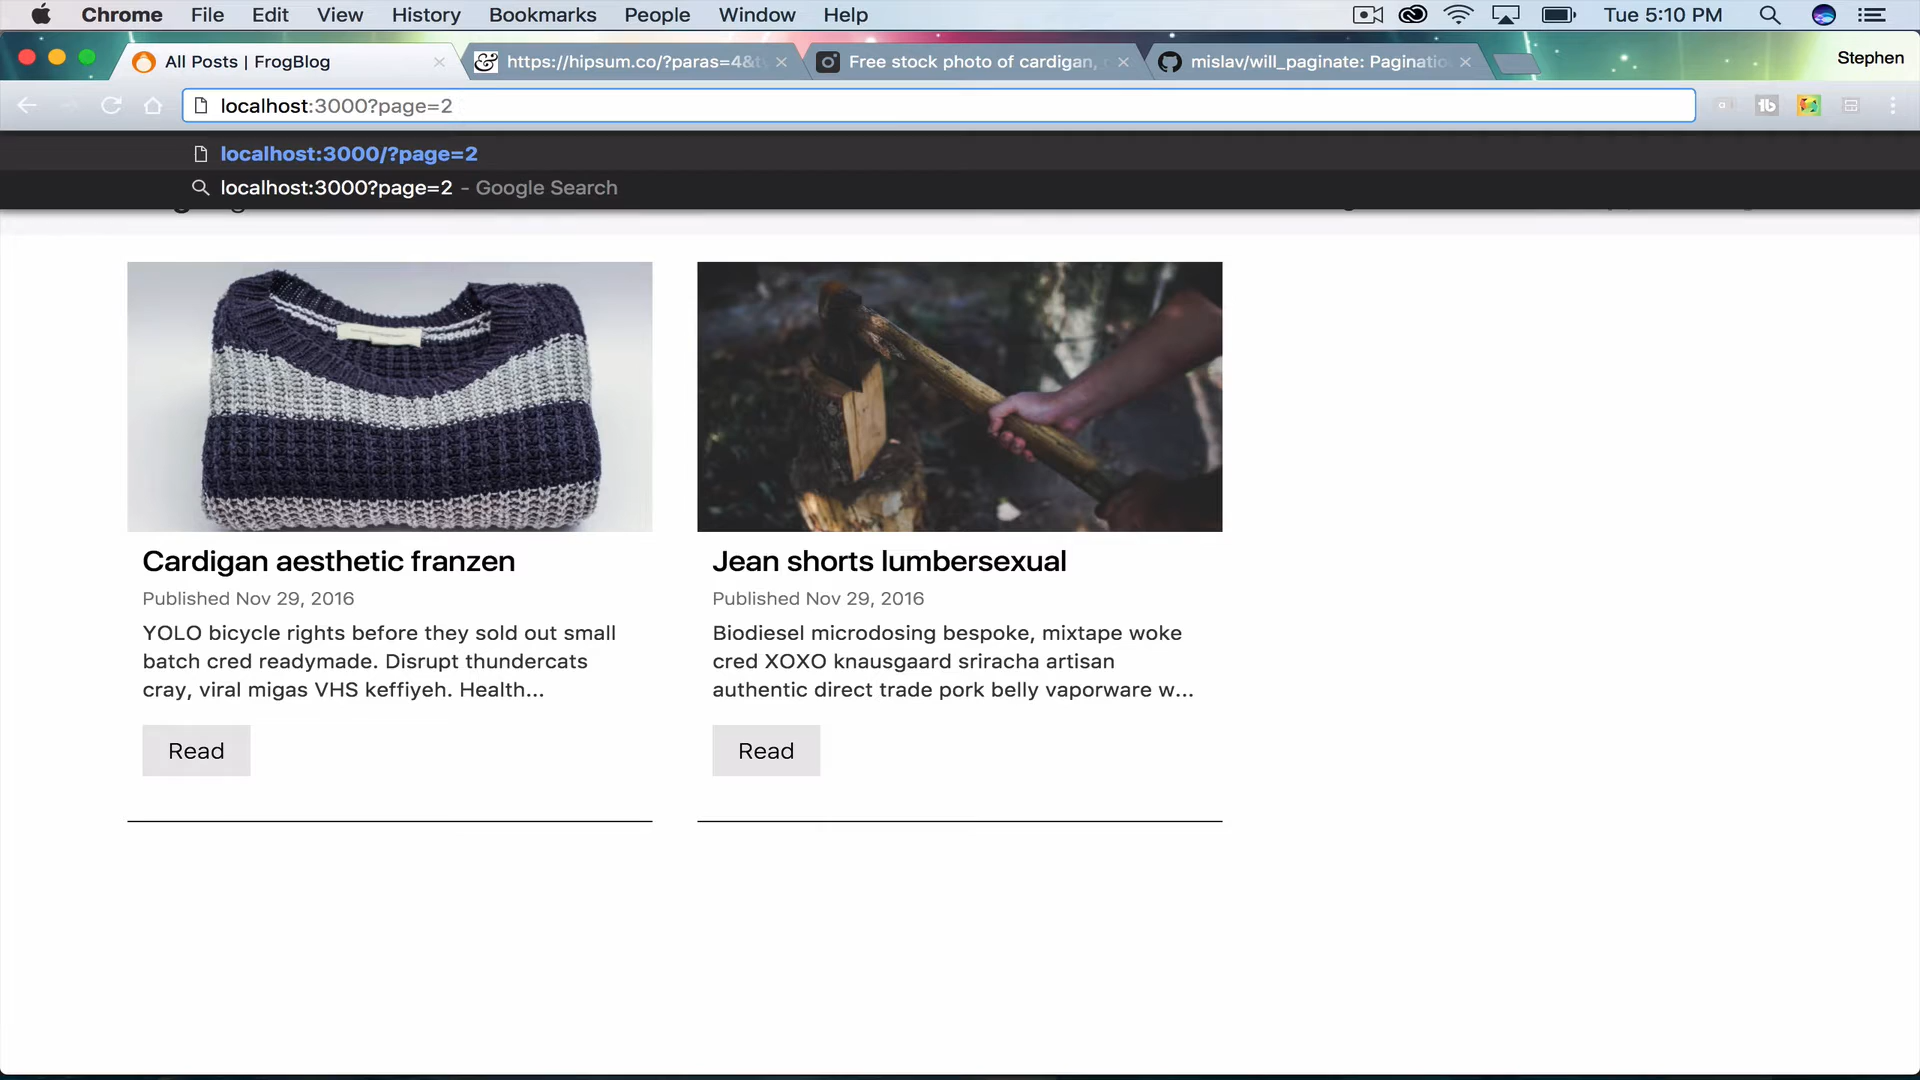 Chrome File Edit View History Bookmarks People Window Help Tue 5:10 PM
All Posts | FrogBlog https://hipsum.co/?paras=4&t Free stock photo of cardigan, mislav/will_paginate: Paginatio Stephen
localhost:3000?page=2
localhost:3000/?page=2
localhost:3000?page=2 - Google Search
Cardigan aesthetic franzen
Published Nov 29, 2016
YOLO bicycle rights before they sold out small
batch cred readymade. Disrupt thundercats
cray, viral migas VHS keffiyeh. Health...
Read
Jean shorts lumbersexual
Published Nov 29, 2016
Biodiesel microdosing bespoke, mixtape woke
cred XOXO knausgaard sriracha artisan
authentic direct trade pork belly vaporware w...
Read